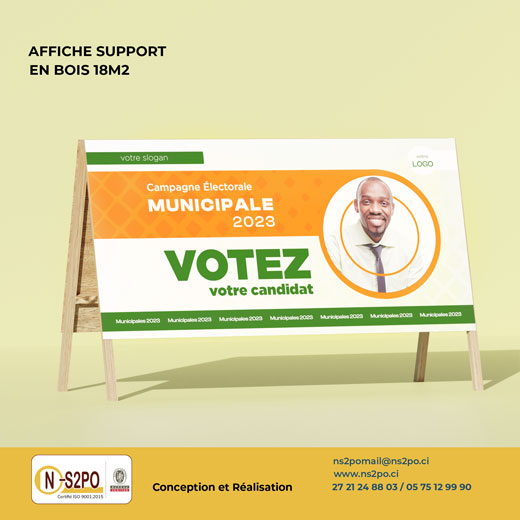 AFFICHE SUPPORT
EN BOIS 18M2
votre slogan
votre
LOGO
Campagne Électorale
MUNICIPALE
2023
VOTEZ
votre candidat
Municipales 2023 Municipales 2023 Municipales 2023 Municipales 2023 Municipales 2023 Municipales 2023 Municipales 2023
N-S2PO
Certifié ISO 9001:2015
Conception et Réalisation
ns2pomail@ns2po.ci
www.ns2po.ci
27 21 24 88 03 / 05 75 12 99 90